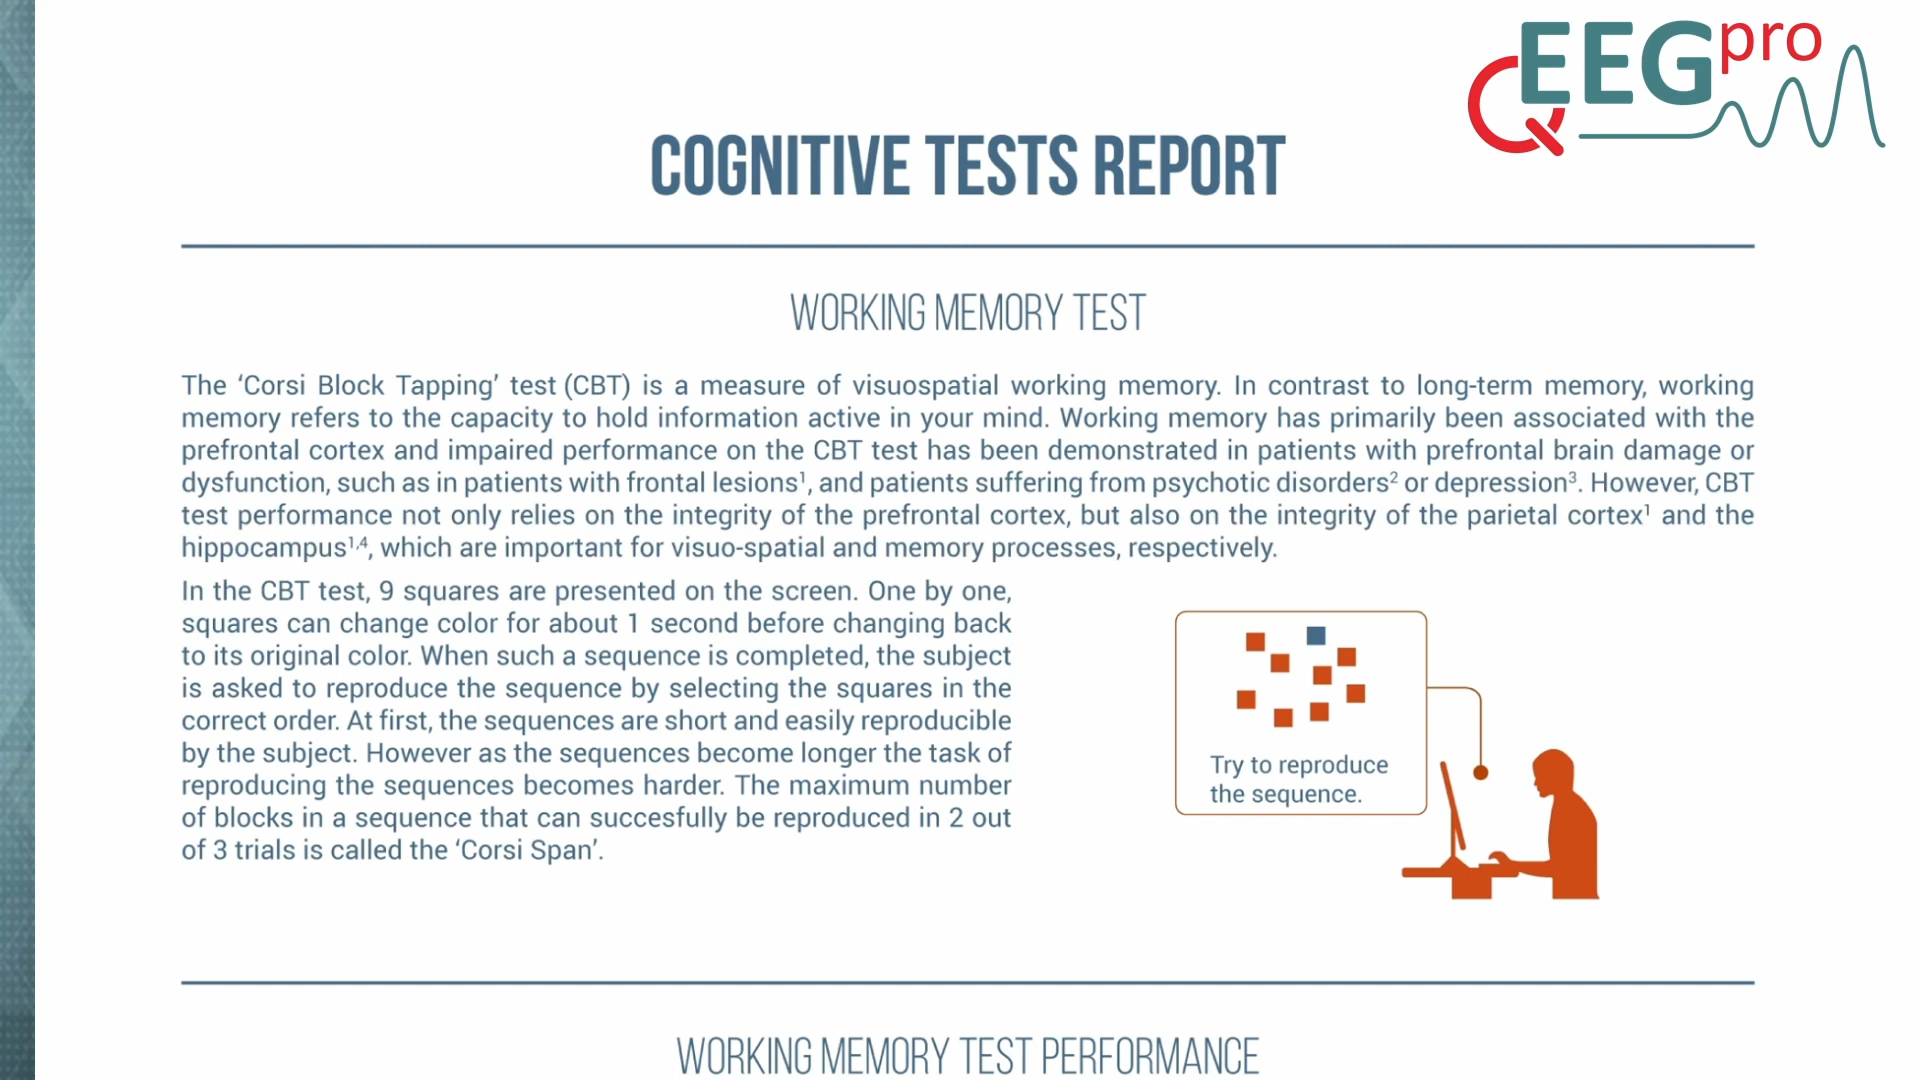 QEEGpro
COGNITIVE TESTS REPORT
WORKING MEMORY TEST
The ‘Corsi Block Tapping’ test (CBT) is a measure of visuospatial working memory. In contrast to long-term memory, working
memory refers to the capacity to hold information active in your mind. Working memory has primarily been associated with the
prefrontal cortex and impaired performance on the CBT test has been demonstrated in patients with prefrontal brain damage or
dysfunction, such as in patients with frontal lesions¹, and patients suffering from psychotic disorders² or depression³. However, CBT
test performance not only relies on the integrity of the prefrontal cortex, but also on the integrity of the parietal cortex¹ and the
hippocampus¹,⁴, which are important for visuo-spatial and memory processes, respectively.
In the CBT test, 9 squares are presented on the screen. One by one,
squares can change color for about 1 second before changing back
to its original color. When such a sequence is completed, the subject
is asked to reproduce the sequence by selecting the squares in the
correct order. At first, the sequences are short and easily reproducible
by the subject. However as the sequences become longer the task of
reproducing the sequences becomes harder. The maximum number
of blocks in a sequence that can succesfully be reproduced in 2 out
of 3 trials is called the ‘Corsi Span’.
Try to reproduce
the sequence.
WORKING MEMORY TEST PERFORMANCE